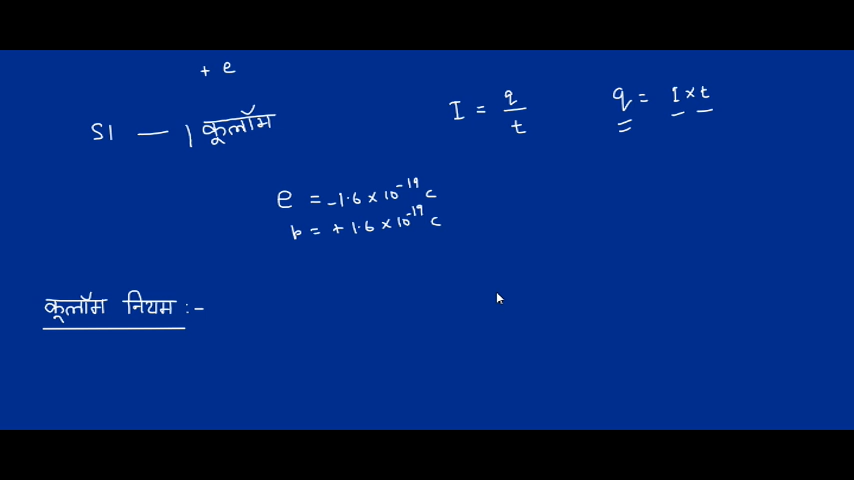 + e
SI — 1 कूलॉम
I = q/t q = I × t
e = -1.6 × 10⁻¹⁹ c
p = + 1.6 × 10⁻¹⁹ c
कूलॉम नियम :-